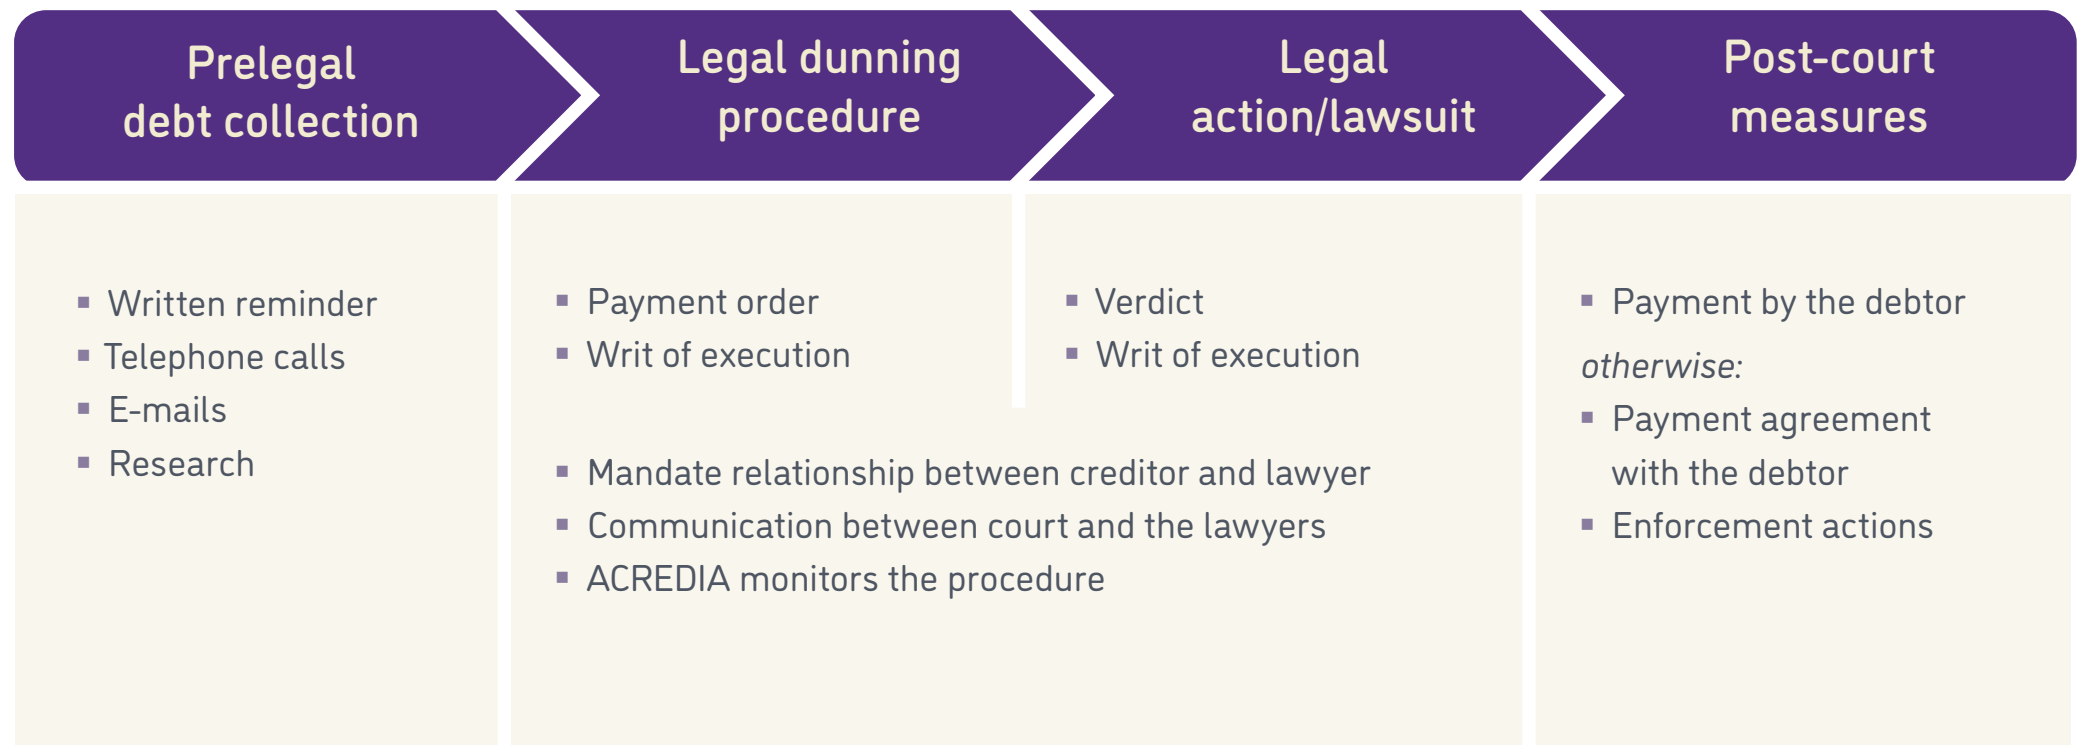 Prelegal
debt collection
Legal dunning
procedure
Legal
action/lawsuit
Post-court
measures
▪ Written reminder
▪ Telephone calls
▪ E-mails
▪ Research
▪ Payment order
▪ Writ of execution
▪ Verdict
▪ Writ of execution
▪ Mandate relationship between creditor and lawyer
▪ Communication between court and the lawyers
▪ ACREDIA monitors the procedure
▪ Payment by the debtor
otherwise:
▪ Payment agreement
with the debtor
▪ Enforcement actions